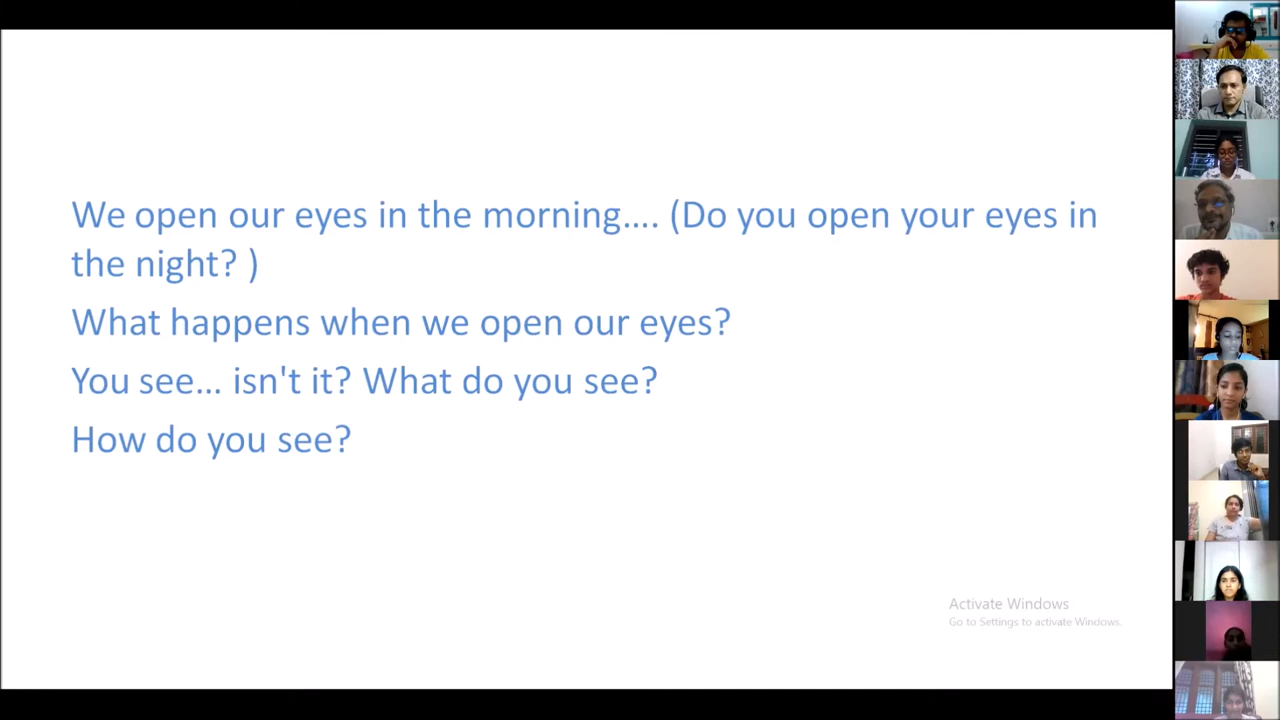 We open our eyes in the morning…. (Do you open your eyes in
the night? )
What happens when we open our eyes?
You see… isn't it? What do you see?
How do you see?
Activate Windows
Go to Settings to activate Windows.